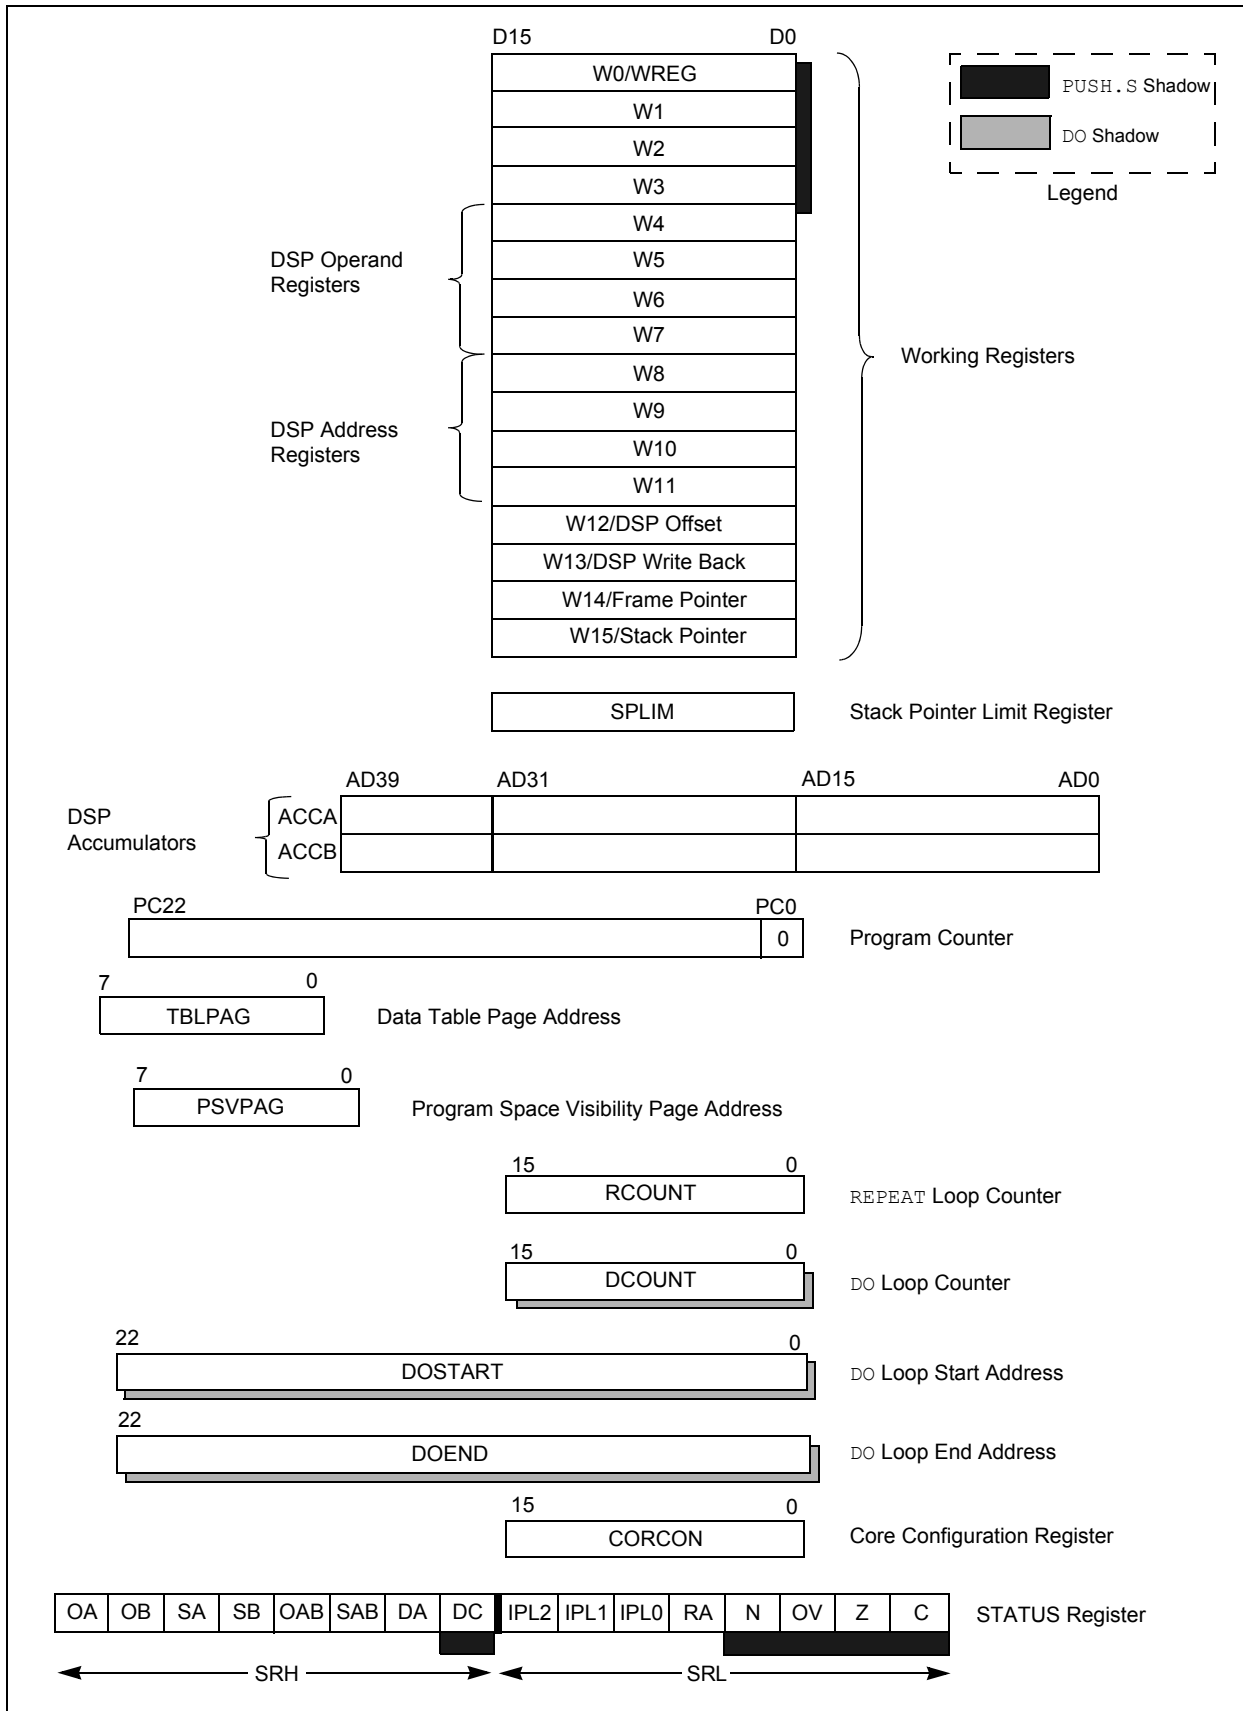 D15 D0
W0/WREG
PUSH.S Shadow
W1
DO Shadow
W2
W3
Legend
W4
DSP Operand
Registers
W5
W6
W7
Working Registers
W8
W9
DSP Address
Registers
W10
W11
W12/DSP Offset
W13/DSP Write Back
W14/Frame Pointer
W15/Stack Pointer
SPLIM Stack Pointer Limit Register
AD39 AD31 AD15 AD0
DSP
Accumulators
ACCA
ACCB
PC22 PC0
0 Program Counter
7 0
TBLPAG Data Table Page Address
7 0
PSVPAG Program Space Visibility Page Address
15 0
RCOUNT REPEAT Loop Counter
15 0
DCOUNT DO Loop Counter
22 0
DOSTART DO Loop Start Address
22
DOEND DO Loop End Address
15 0
CORCON Core Configuration Register
OA OB SA SB OAB SAB DA DC IPL2 IPL1 IPL0 RA N OV Z C STATUS Register
SRH SRL